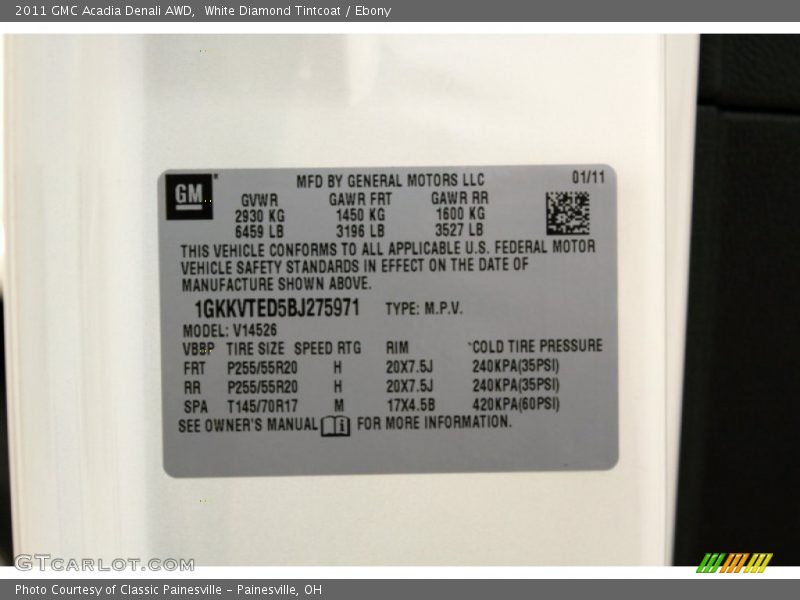 2011 GMC Acadia Denali AWD,  White Diamond Tintcoat / Ebony
GM
MFD BY GENERAL MOTORS LLC 01/11
GVWR GAWR FRT GAWR RR
2930 KG 1450 KG 1600 KG
6459 LB 3196 LB 3527 LB
THIS VEHICLE CONFORMS TO ALL APPLICABLE U.S. FEDERAL MOTOR
VEHICLE SAFETY STANDARDS IN EFFECT ON THE DATE OF
MANUFACTURE SHOWN ABOVE.
1GKKVTED5BJ275971 TYPE: M.P.V.
MODEL: V14526
TIRE SIZE SPEED RTG RIM *COLD TIRE PRESSURE
FRT P255/55R20 H 20X7.5J 240KPA(35PSI)
RR P255/55R20 H 20X7.5J 240KPA(35PSI)
SPA T145/70R17 M 17X4.5B 420KPA(60PSI)
SEE OWNER'S MANUAL FOR MORE INFORMATION.
GTCARLOT.COM
Photo Courtesy of Classic Painesville – Painesville, OH